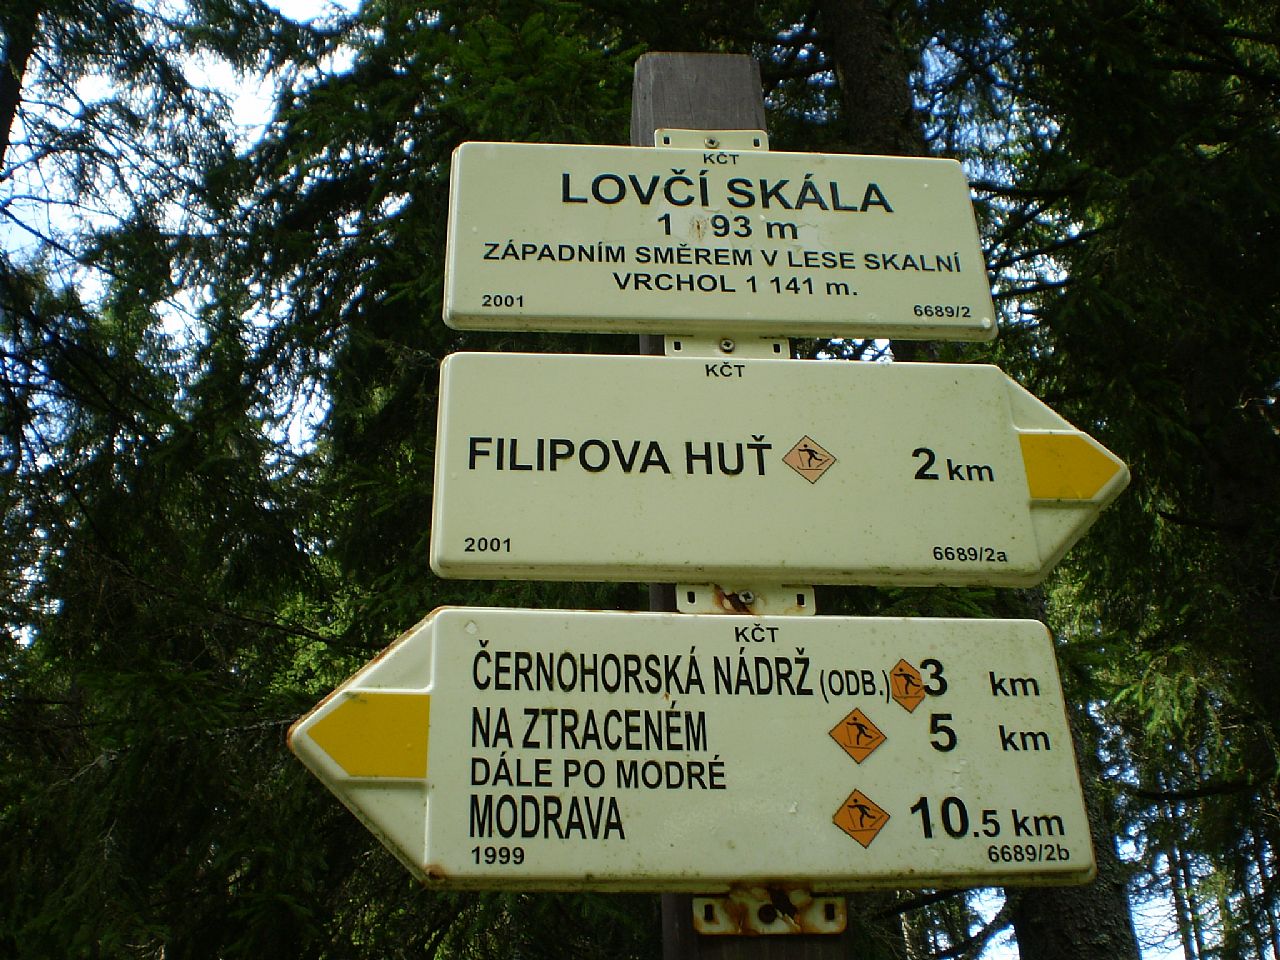 KČT
LOVČÍ SKÁLA
1 93 m
ZÁPADNÍM SMĚREM V LESE SKALNÍ
VRCHOL 1 141 m.
2001 6689/2
KČT
FILIPOVA HUŤ 2 km
2001 6689/2a
KČT
ČERNOHORSKÁ NÁDRŽ (ODB.) 3 km
NA ZTRACENÉM 5 km
DÁLE PO MODRÉ
MODRAVA 10.5 km
1999 6689/2b